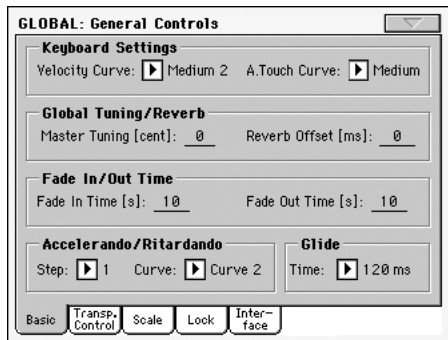 GLOBAL: General Controls
Keyboard Settings
Velocity Curve: Medium 2 A.Touch Curve: Medium
Global Tuning/Reverb
Master Tuning [cent]: 0 Reverb Offset [ms]: 0
Fade In/Out Time
Fade In Time [s]: 10 Fade Out Time [s]: 10
Accelerando/Ritardando Glide
Step: 1 Curve: Curve 2 Time: 120 ms
Basic Transp. Control Scale Lock Inter- face